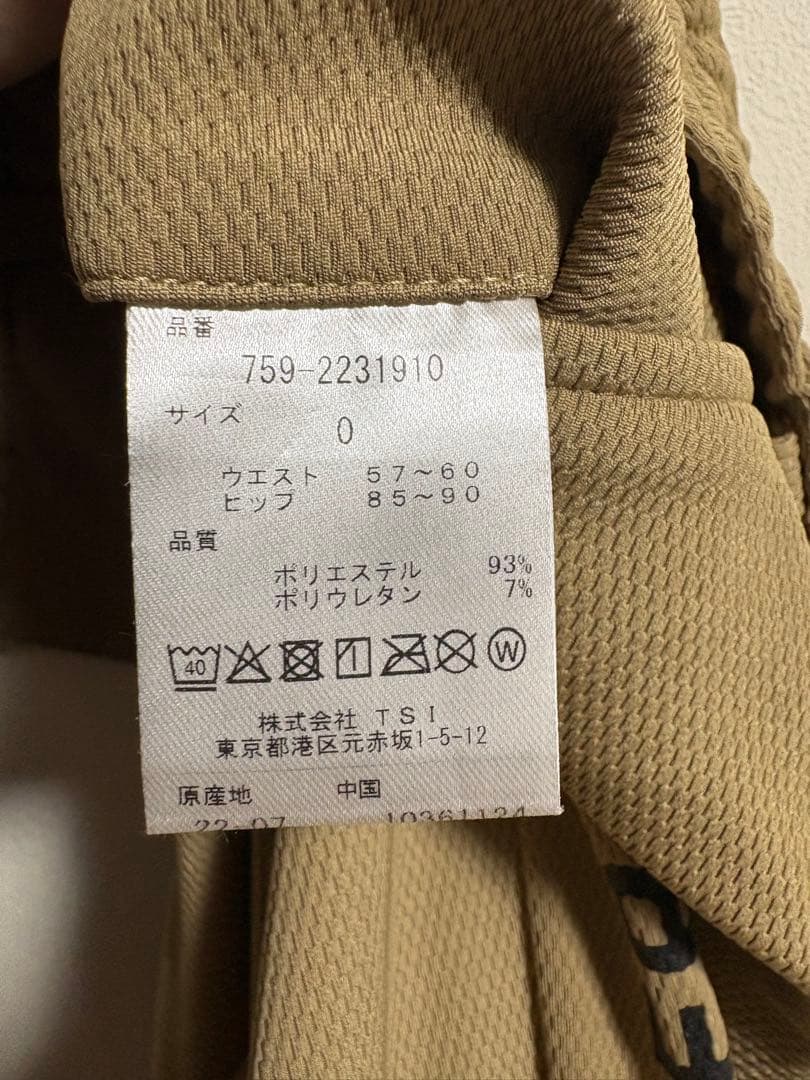 品番
759-2231910
サイズ
0
ウエスト 57~60
ヒップ 85~90
品質
ポリエステル 93%
ポリウレタン 7%
40
W
株式会社 TSI
東京都港区元赤坂1-5-12
原産地 中国
22-07 10361124